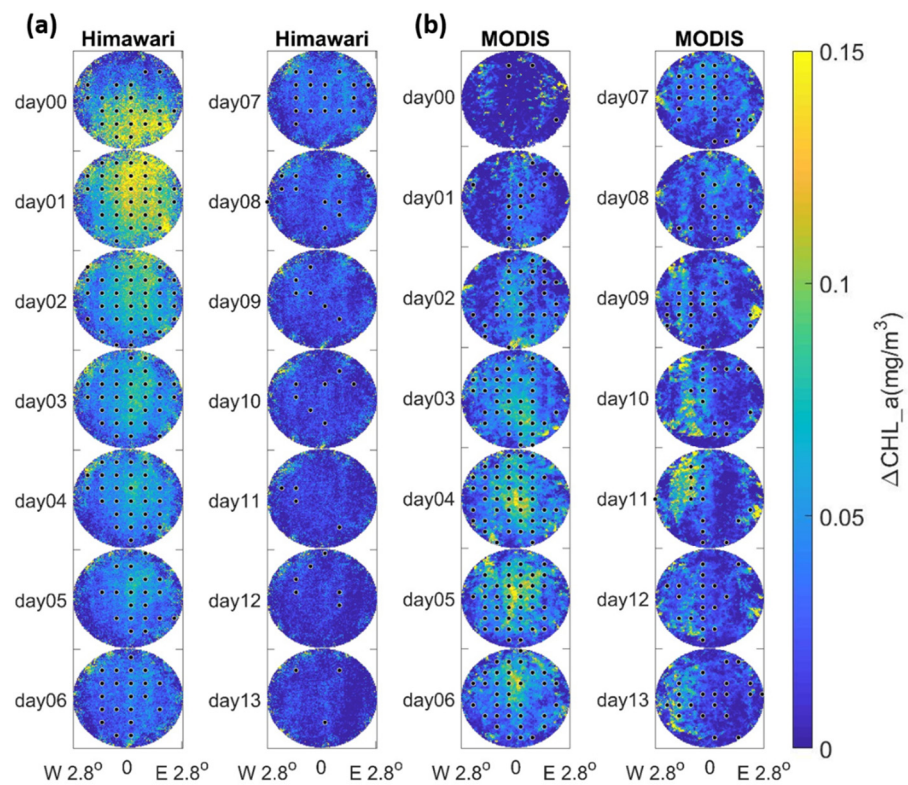 (a)
Himawari
Himawari
(b)
MODIS
MODIS
day00
day01
day02
day03
day04
day05
day06
day07
day08
day09
day10
day11
day12
day13
day00
day01
day02
day03
day04
day05
day06
day07
day08
day09
day10
day11
day12
day13
W 2.8° 0 E 2.8°
W 2.8° 0 E 2.8°
W 2.8° 0 E 2.8°
W 2.8° 0 E 2.8°
0.15
0.1
0.05
0
ΔCHL_a(mg/m³)